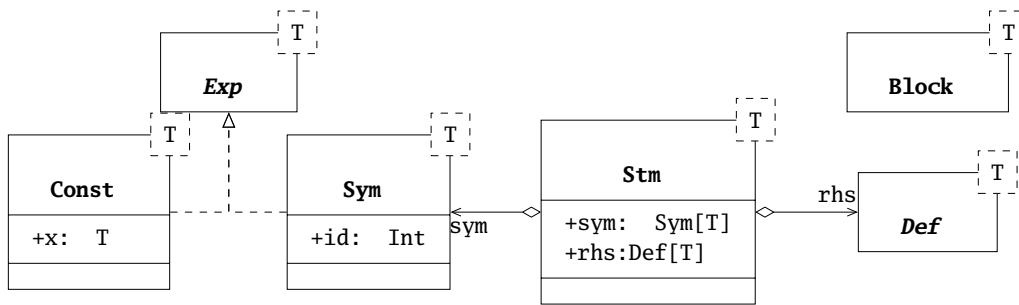 T
Exp
T
Const
+x: T
T
Sym
+id: Int
sym
T
Stm
+sym: Sym[T]
+rhs:Def[T]
rhs
T
Block
T
Def